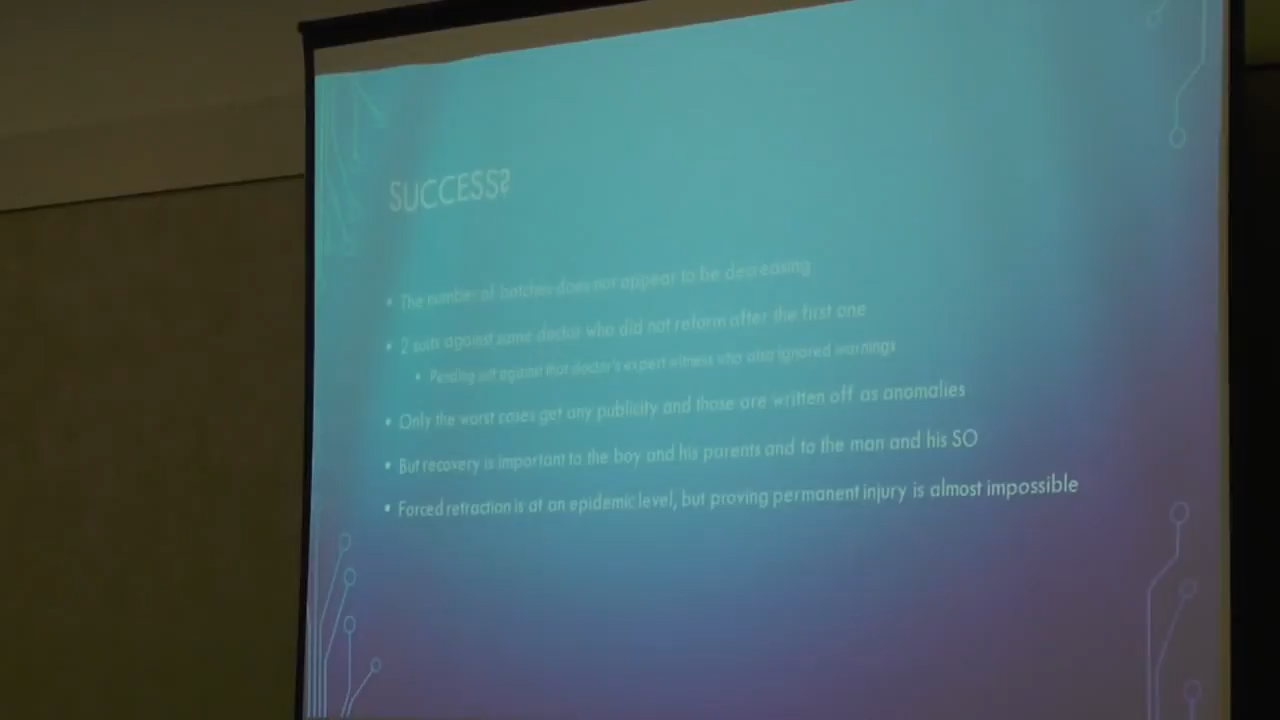 SUCCESS?
• The number of botches does not appear to be decreasing
• 2 suits against same doctor who did not reform after the first one
• Pending suit against that doctor's expert witness who also ignored warnings
• Only the worst cases get any publicity and those are written off as anomalies
• But recovery is important to the boy and his parents and to the man and his SO
• Forced retraction is at an epidemic level, but proving permanent injury is almost impossible